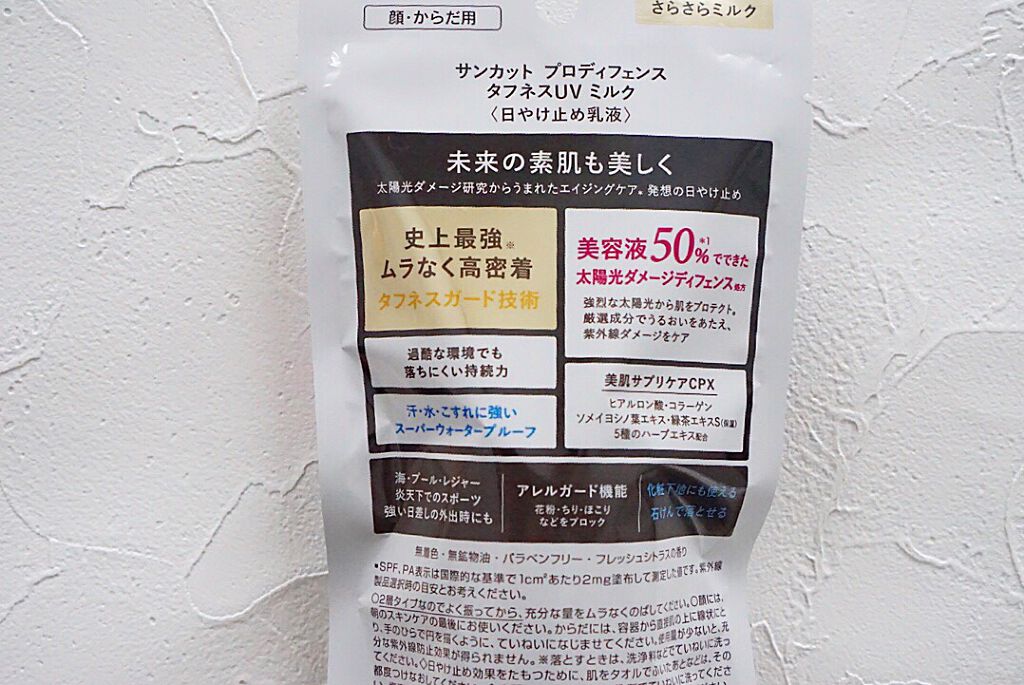 顔・からだ用
さらさらミルク
サンカット プロディフェンス
タフネスUV ミルク
〈日やけ止め乳液〉
未来の素肌も美しく
太陽光ダメージ研究からうまれたエイジングケア*発想の日やけ止め
史上最強※
ムラなく高密着
タフネスガード技術
過酷な環境でも
落ちにくい持続力
汗・水・こすれに強い
スーパーウォータープルーフ
美容液50%*1でできた
太陽光ダメージディフェンス処方
強烈な太陽光から肌をプロテクト。
厳選成分でうるおいをあたえ、
紫外線ダメージをケア
美肌サプリケアCPX
ヒアルロン酸・コラーゲン
ソメイヨシノ葉エキス・緑茶エキスS(保湿)
5種のハーブエキス配合
海・プール・レジャー
炎天下でのスポーツ
強い日差しの外出時にも
アレルガード機能
花粉・ちり・ほこり
などをブロック
化粧下地にも使える
石けんで落とせる
無着色・無鉱物油・パラベンフリー・フレッシュシトラスの香り
*SPF、PA表示は国際的な基準で1cm²あたり2mg塗布して測定した値です。紫外線
製品選択時の目安とお考えください。
○2層タイプなのでよく振ってから、充分な量をムラなくのばしてください。○顔には、
朝のスキンケアの最後にお使いください。からだには、容器から直接肌の上に線状にと
り、手のひらで円を描くように、ていねいになじませてください。使用量が少ないと、充
分な紫外線防止効果が得られません。※落とすときは、洗浄料などでていねいに洗っ
てください。◇日やけ止め効果をたもつために、肌をタオルでふいたあとなどは、その
都度つけなおしてください